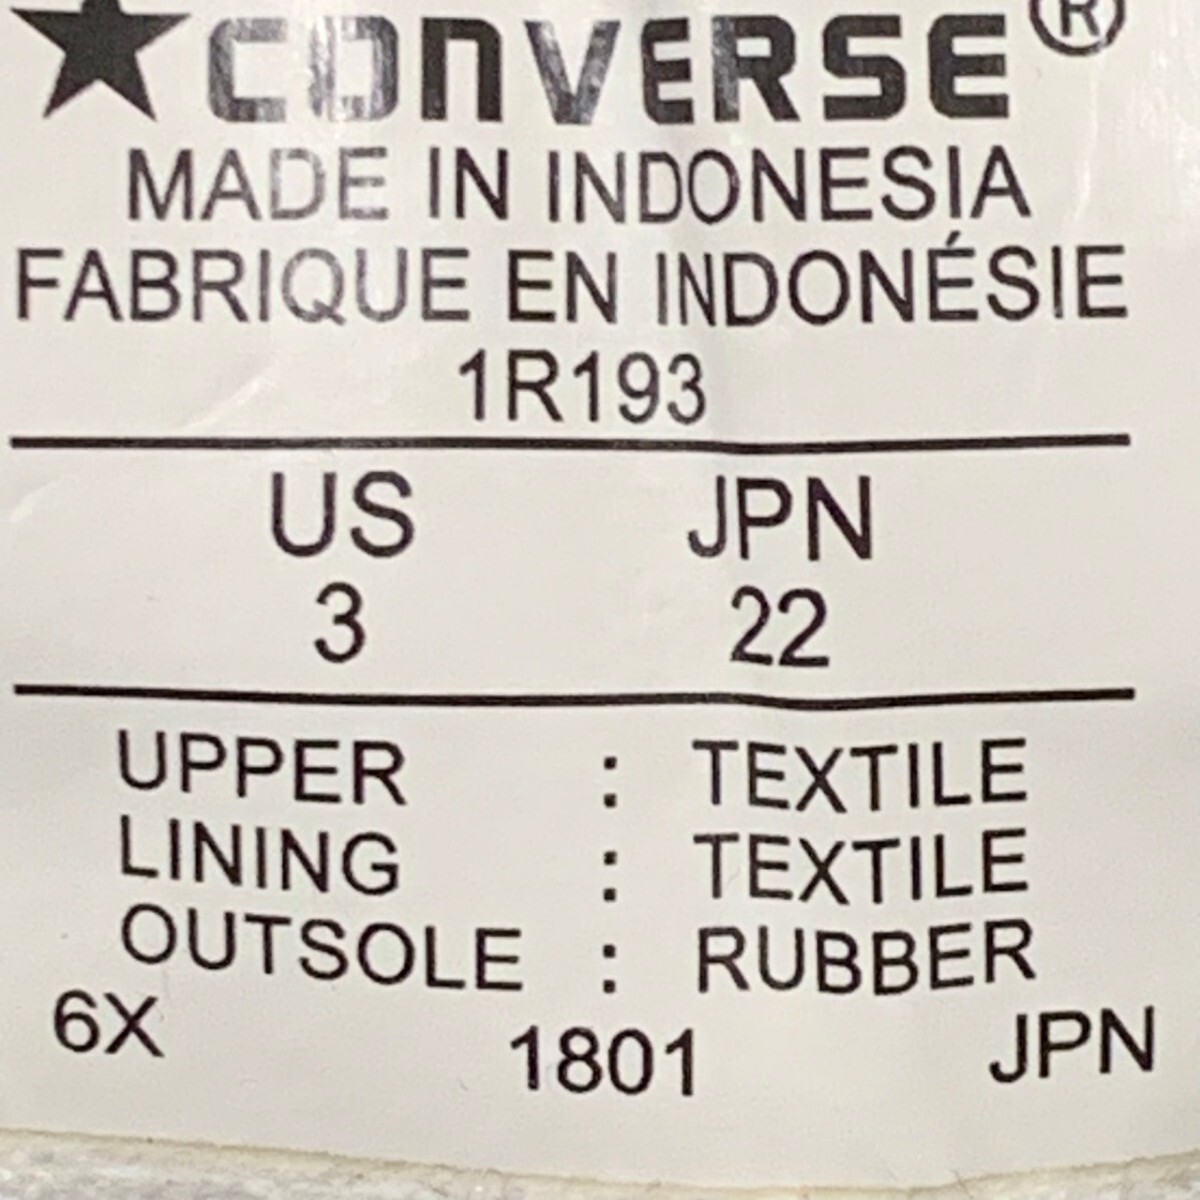 ★CONVERSE®
MADE IN INDONESIA
FABRIQUE EN INDONÉSIE
1R193
US JPN
3 22
UPPER : TEXTILE
LINING : TEXTILE
OUTSOLE : RUBBER
6X 1801 JPN